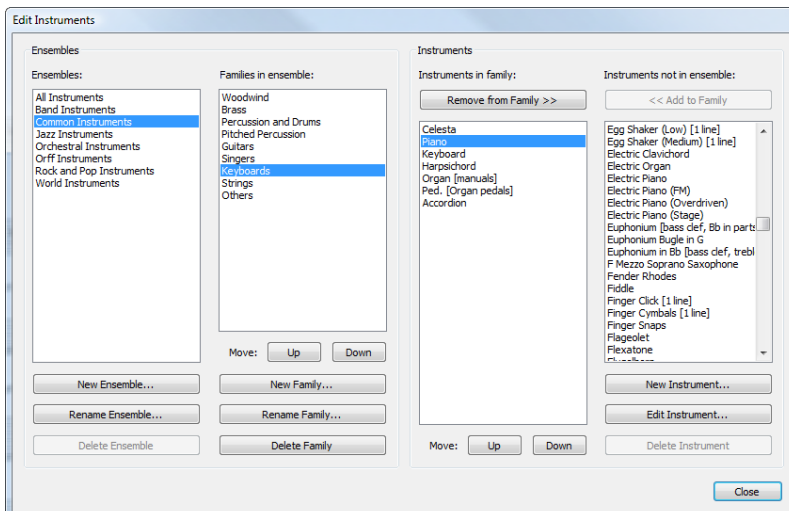 Edit Instruments
Ensembles
Ensembles:
All Instruments
Band Instruments
Common Instruments
Jazz Instruments
Orchestral Instruments
Orff Instruments
Rock and Pop Instruments
World Instruments
New Ensemble...
Rename Ensemble...
Delete Ensemble
Families in ensemble:
Woodwind
Brass
Percussion and Drums
Pitched Percussion
Guitars
Singers
Keyboards
Strings
Others
Move: Up Down
New Family...
Rename Family...
Delete Family
Instruments
Instruments in family:
Remove from Family >>
Celesta
Piano
Keyboard
Harpsichord
Organ [manuals]
Ped. [Organ pedals]
Accordion
Move: Up Down
Instruments not in ensemble:
<< Add to Family
Egg Shaker (Low) [1 line]
Egg Shaker (Medium) [1 line]
Electric Clavichord
Electric Organ
Electric Piano
Electric Piano (FM)
Electric Piano (Overdriven)
Electric Piano (Stage)
Euphonium [bass clef, Bb in parts
Euphonium Bugle in G
Euphonium in Bb [bass clef, trebl
F Mezzo Soprano Saxophone
Fender Rhodes
Fiddle
Finger Click [1 line]
Finger Cymbals [1 line]
Finger Snaps
Flageolet
Flexatone
New Instrument...
Edit Instrument...
Delete Instrument
Close